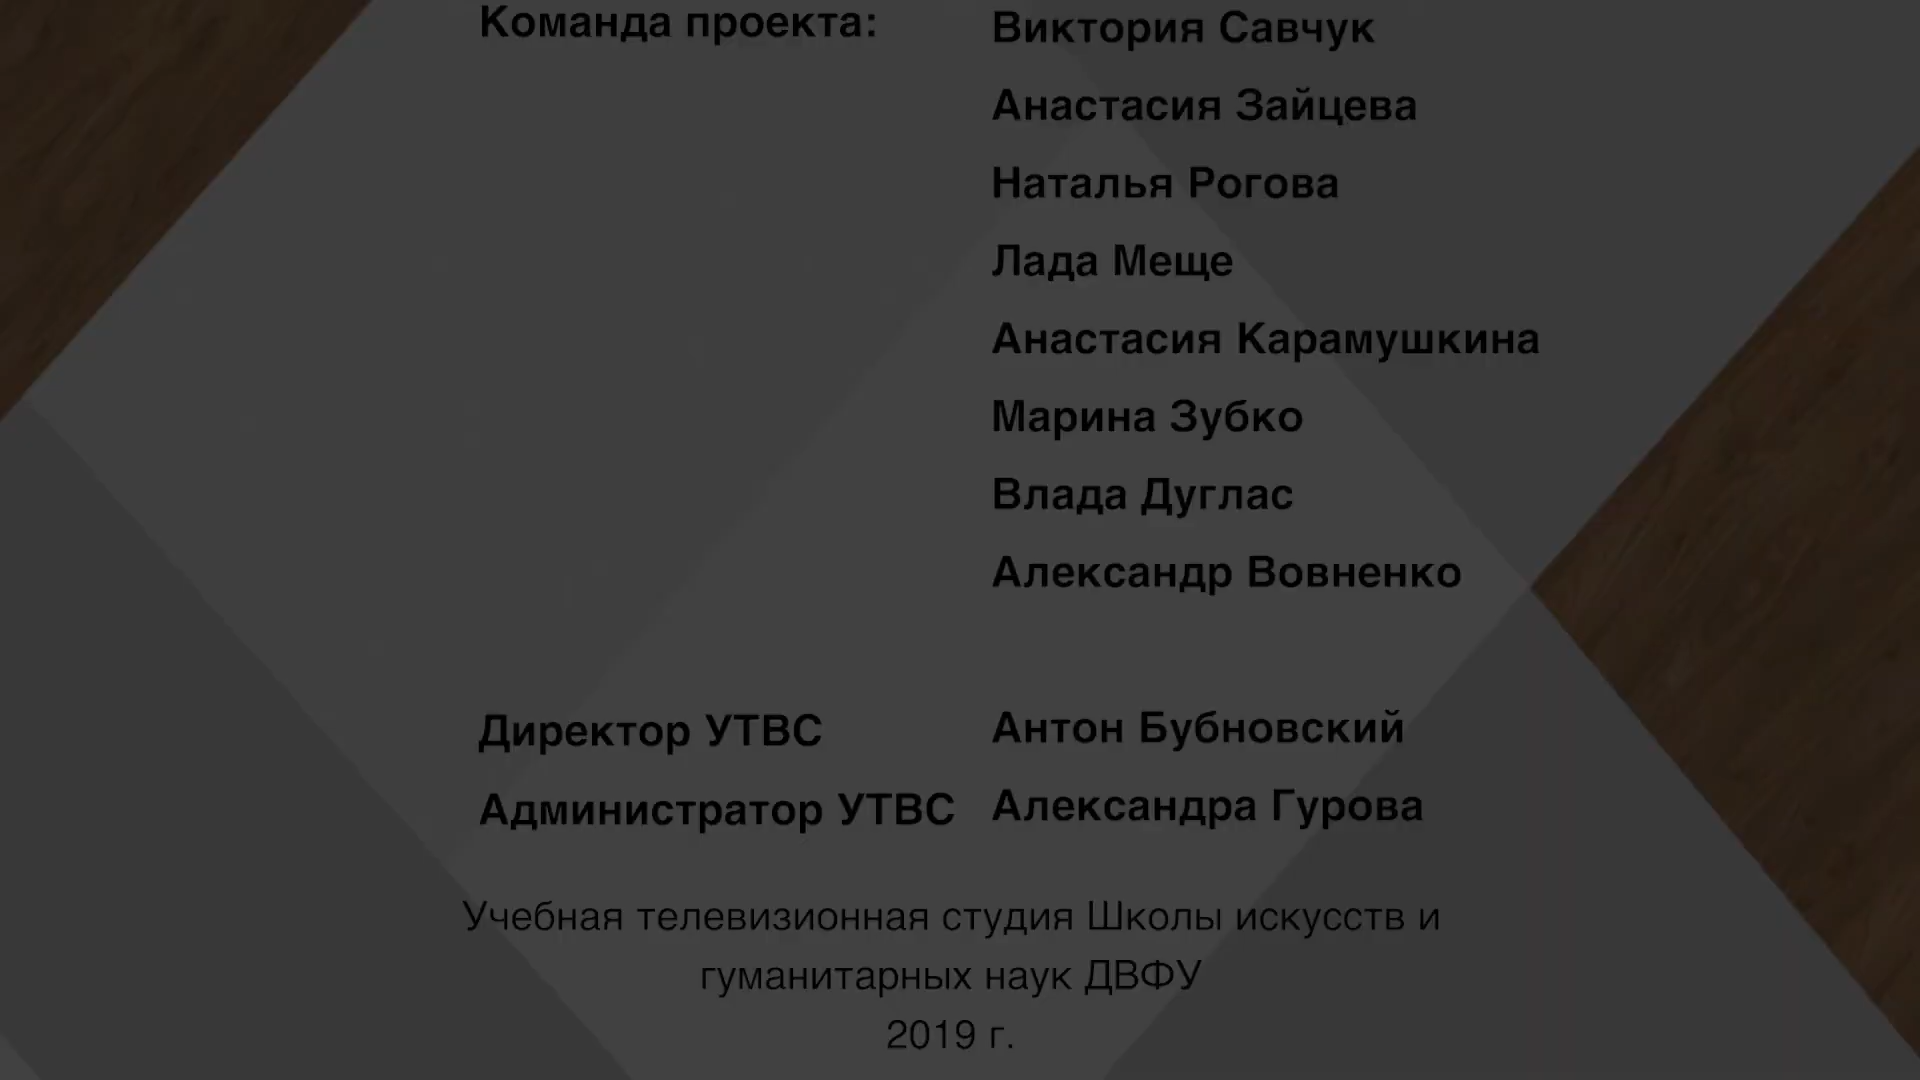 Команда проекта: Виктория Савчук
Анастасия Зайцева
Наталья Рогова
Лада Меще
Анастасия Карамушкина
Марина Зубко
Влада Дуглас
Александр Вовненко
Директор УТВС Антон Бубновский
Администратор УТВС Александра Гурова
Учебная телевизионная студия Школы искусств и
гуманитарных наук ДВФУ
2019 г.